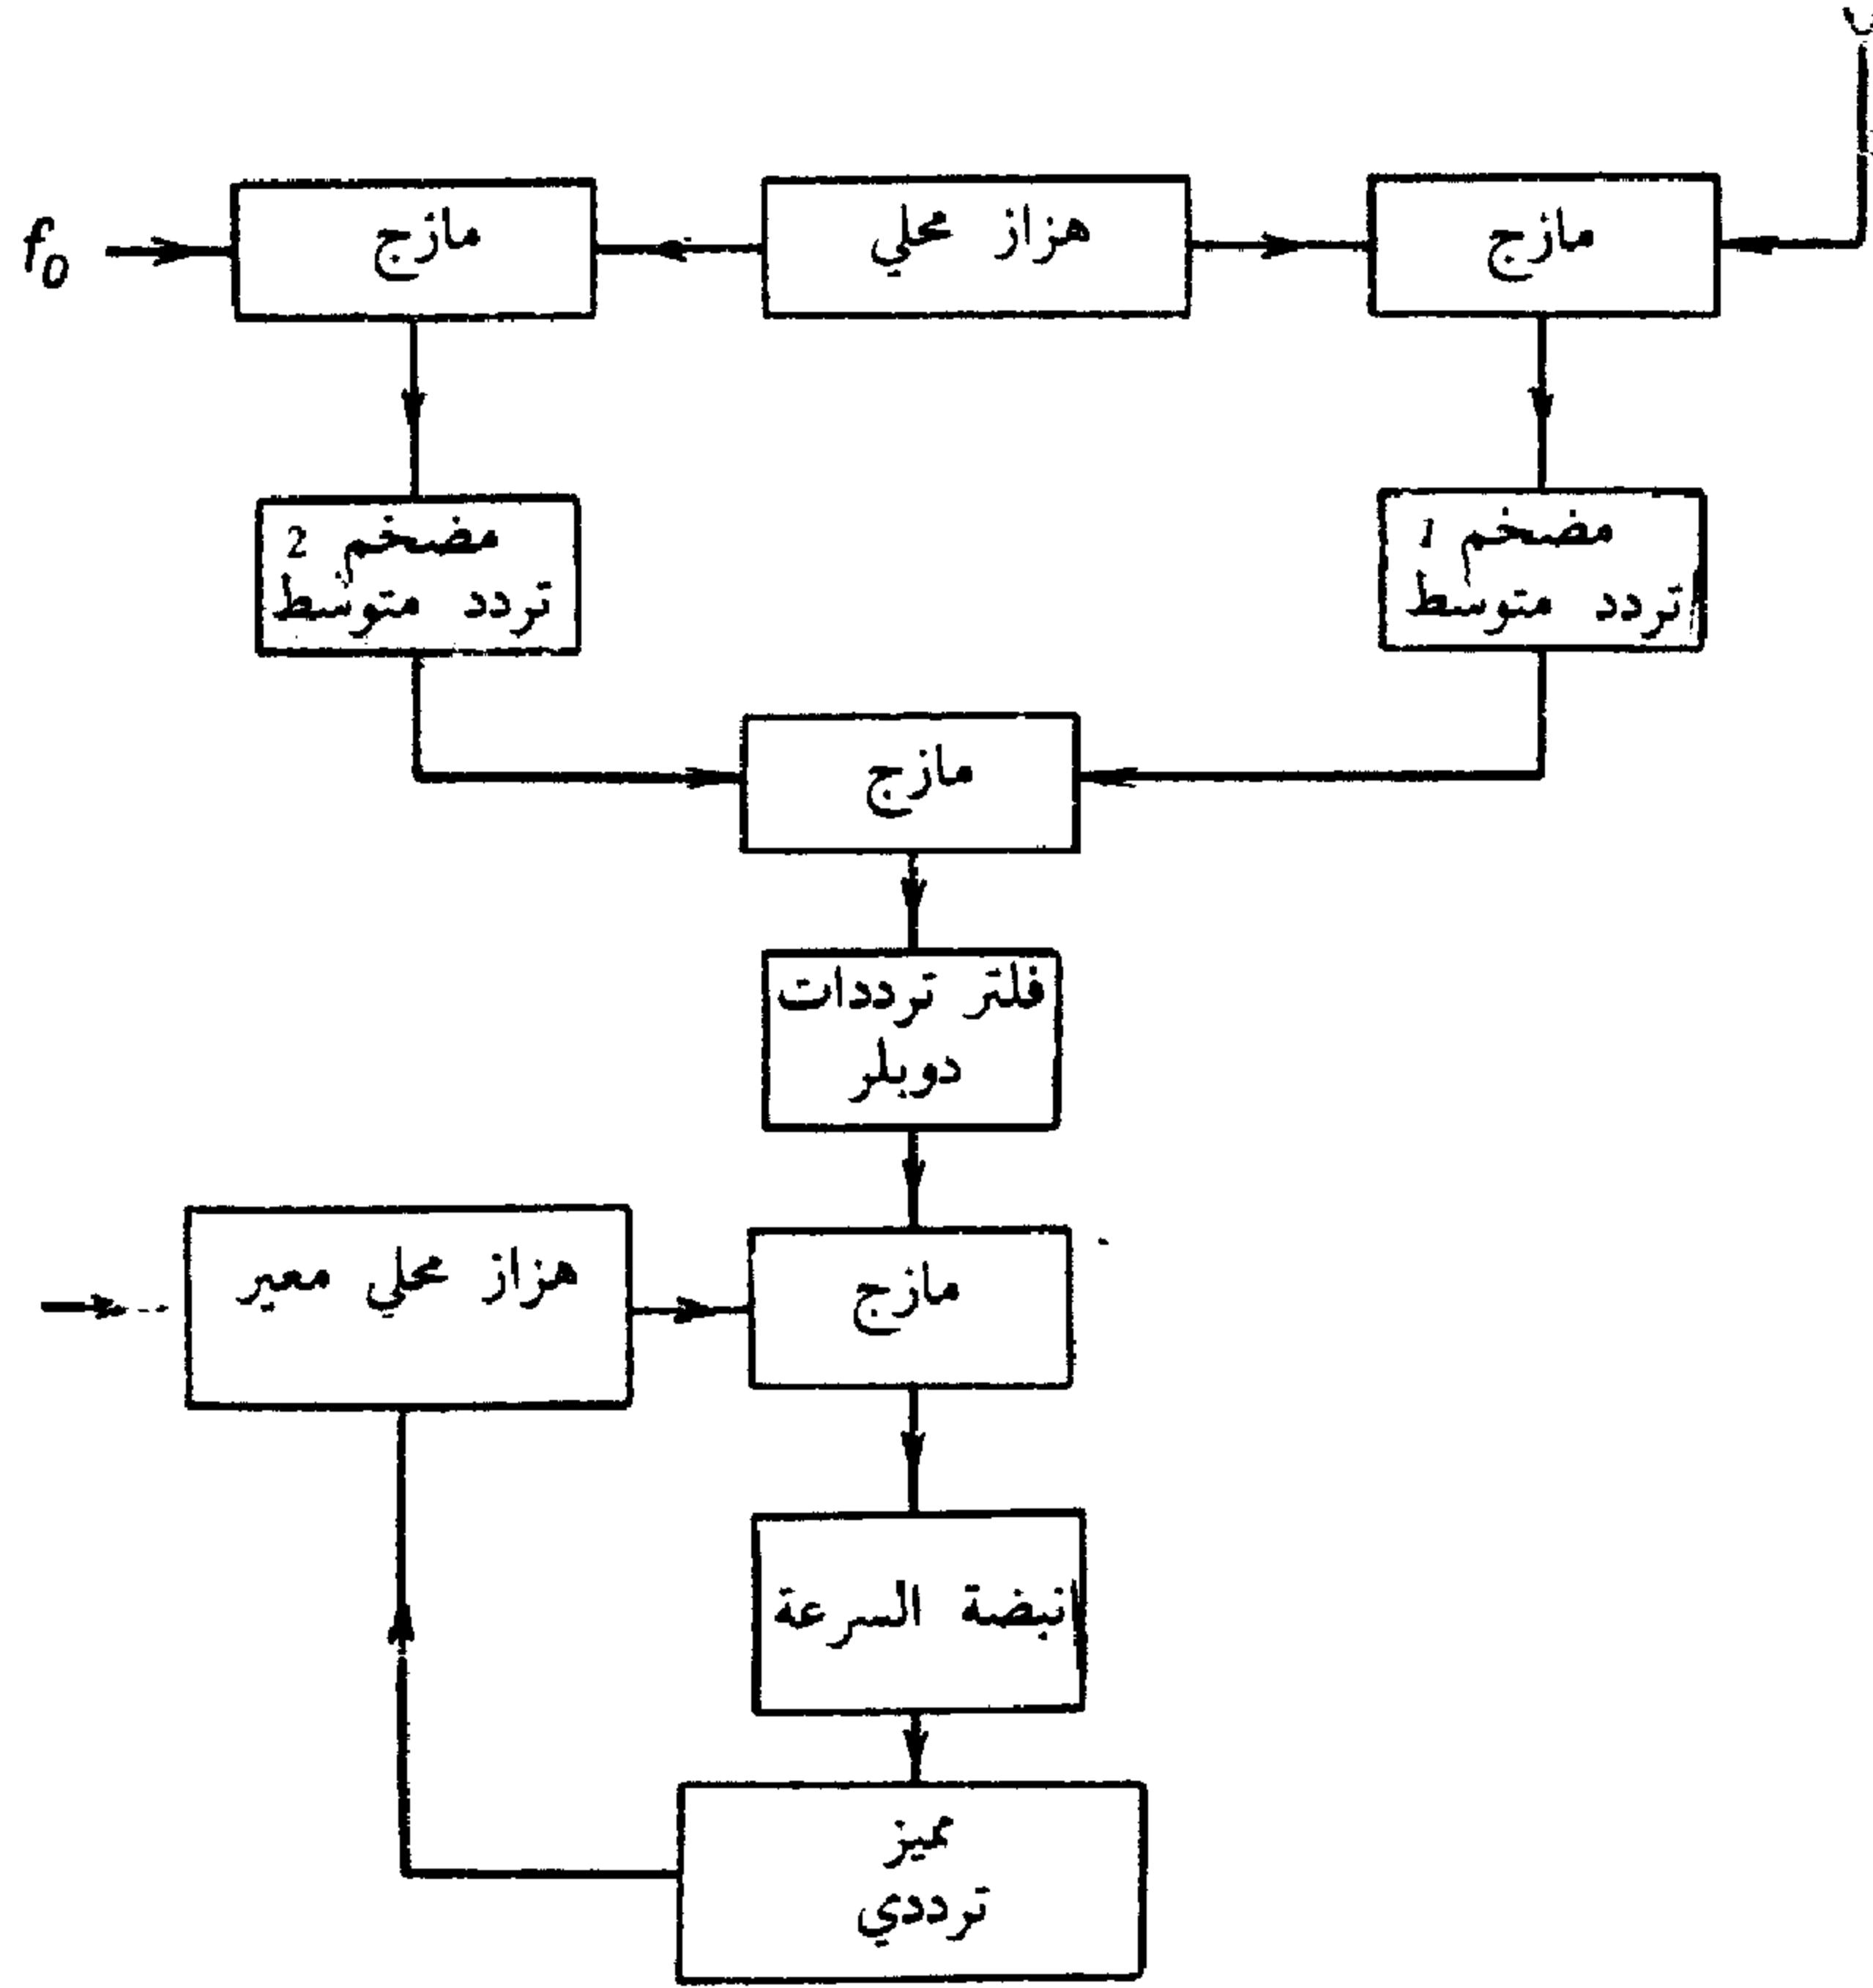 مازج
هزاز محلي
مازج
f₀
مضخم 1
تردد متوسط
مضخم 2
تردد متوسط
مازج
فلتر ترددات
دوبلر
مازج
هزاز محلي معير
نبضة السرعة
مميز
ترددي